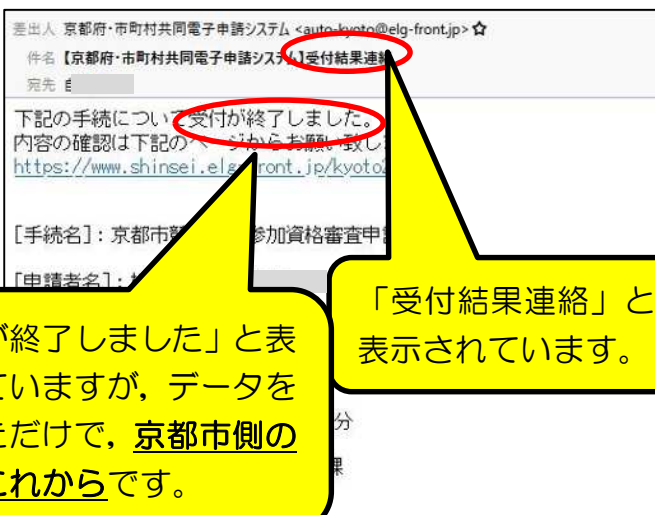 差出人 京都府・市町村共同電子申請システム <auto-kyoto@elg-front.jp>
件名 【京都府・市町村共同電子申請システム】受付結果連絡
宛先
下記の手続について受付が終了しました。
内容の確認は下記のページからお願い致し
https://www.shinsei.elg-front.jp/kyoto
[手続名]：京都市 参加資格審査申
[申請者名]：
「受付結果連絡」と
表示されています。
が終了しました」と表
ていますが，データを
ただけで，京都市側の
これからです。
分
課